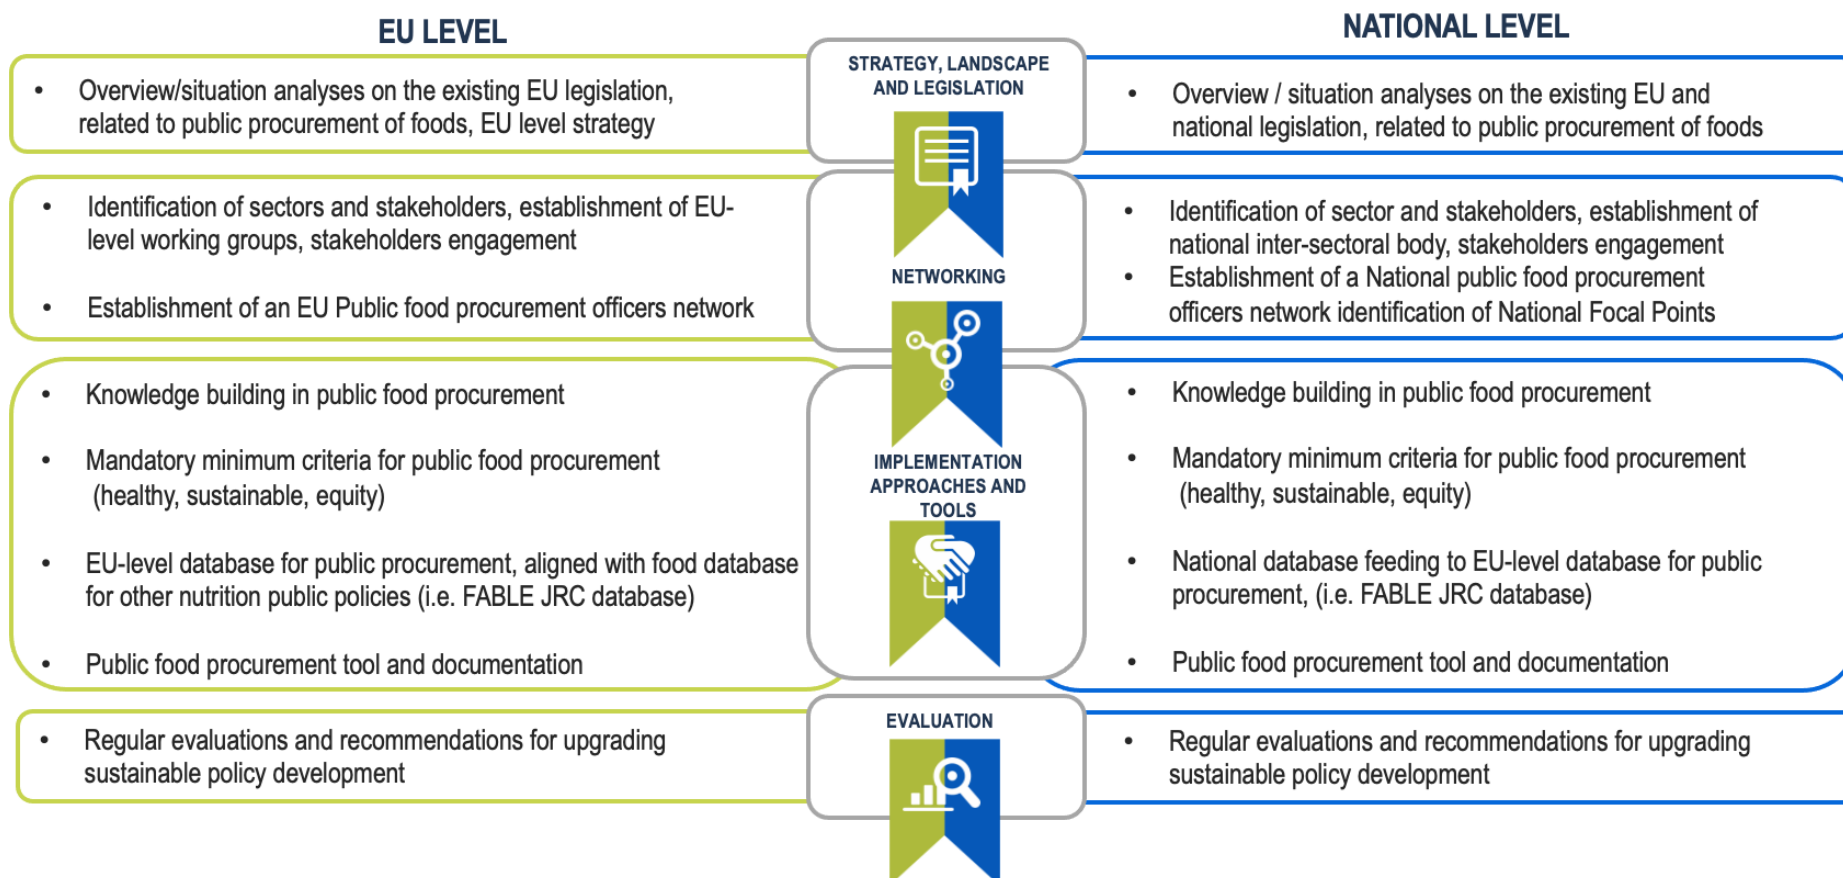 EU LEVEL
NATIONAL LEVEL
STRATEGY, LANDSCAPE
AND LEGISLATION
• Overview/situation analyses on the existing EU legislation,
related to public procurement of foods, EU level strategy
• Overview / situation analyses on the existing EU and
national legislation, related to public procurement of foods
NETWORKING
• Identification of sectors and stakeholders, establishment of EU-
level working groups, stakeholders engagement
• Establishment of an EU Public food procurement officers network
• Identification of sector and stakeholders, establishment of
national inter-sectoral body, stakeholders engagement
• Establishment of a National public food procurement
officers network identification of National Focal Points
IMPLEMENTATION
APPROACHES AND
TOOLS
• Knowledge building in public food procurement
• Mandatory minimum criteria for public food procurement
(healthy, sustainable, equity)
• EU-level database for public procurement, aligned with food database
for other nutrition public policies (i.e. FABLE JRC database)
• Public food procurement tool and documentation
• Knowledge building in public food procurement
• Mandatory minimum criteria for public food procurement
(healthy, sustainable, equity)
• National database feeding to EU-level database for public
procurement, (i.e. FABLE JRC database)
• Public food procurement tool and documentation
EVALUATION
• Regular evaluations and recommendations for upgrading
sustainable policy development
• Regular evaluations and recommendations for upgrading
sustainable policy development